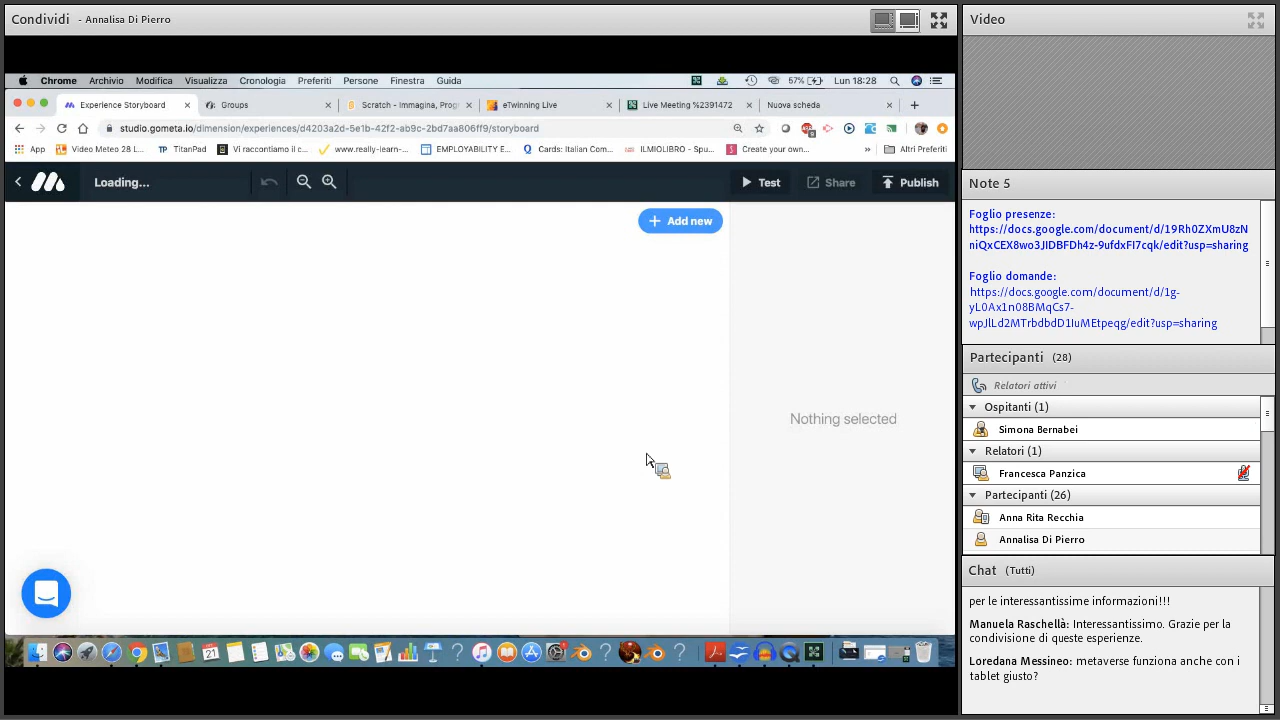 Condividi - Annalisa Di Pierro
Chrome Archivio Modifica Visualizza Cronologia Preferiti Persone Finestra Guida 57% Lun 18:28
Experience Storyboard Groups Scratch - Immagina, Prog eTwinning Live Live Meeting %2391472 Nuova scheda
studio.gometa.io/dimension/experiences/d4203a2d-5e1b-42f2-ab9c-2bd7aa806ff9/storyboard
App Video Meteo 28 L... TitanPad Vi raccontiamo il c... www.really-learn-... EMPLOYABILITY E... Cards: Italian Com... ILMIOLIBRO - Spu... Create your own... » Altri Preferiti
Loading... Test Share Publish
+ Add new
Nothing selected
21
Video
Note 5
Foglio presenze:
https://docs.google.com/document/d/19Rh0ZXmU8zN
niQxCEX8wo3JIDBFDh4z-9ufdxFI7cqk/edit?usp=sharing
Foglio domande:
https://docs.google.com/document/d/1g-
yL0Ax1n08BMqCs7-
wpJlLd2MTrbdbdD1IuMEtpeqg/edit?usp=sharing
Partecipanti (28)
Relatori attivi
Ospitanti (1)
Simona Bernabei
Relatori (1)
Francesca Panzica
Partecipanti (26)
Anna Rita Recchia
Annalisa Di Pierro
Chat (Tutti)
per le interessantissime informazioni!!!
Manuela Raschellà: Interessantissimo. Grazie per la
condivisione di queste esperienze.
Loredana Messineo: metaverse funziona anche con i
tablet giusto?